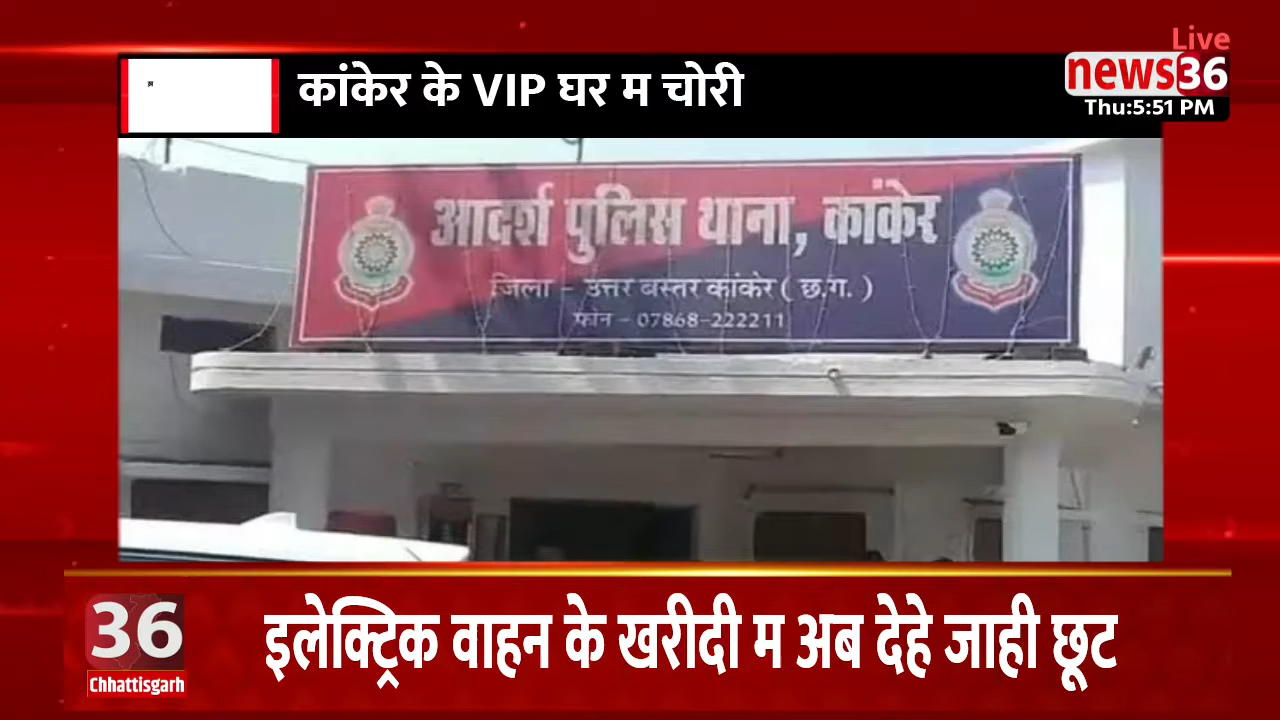 Live
कांकेर के VIP घर म चोरी
news36
Thu:5:51 PM
आदर्श पुलिस थाना, कांकेर
जिला - उत्तर बस्तर कांकेर ( छ.ग. )
फोन - 07868-222211
36
Chhattisgarh
इलेक्ट्रिक वाहन के खरीदी म अब देहे जाही छूट